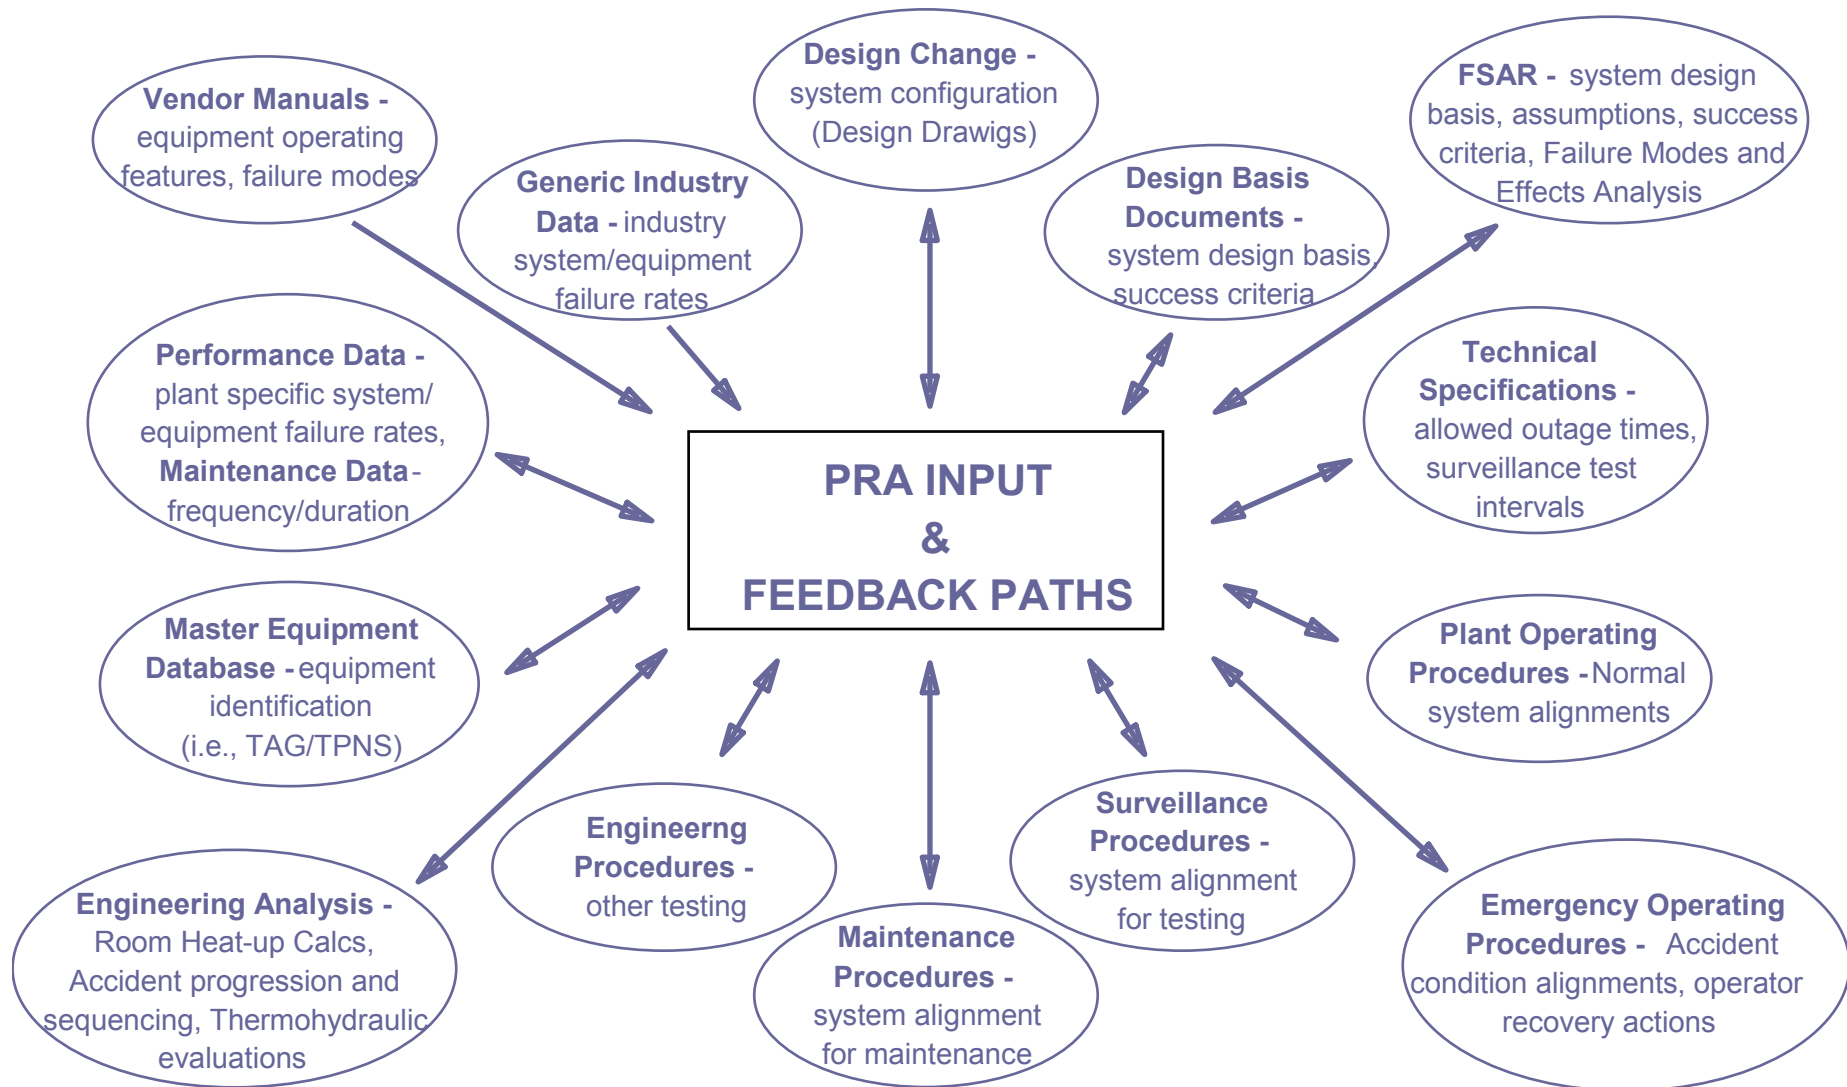 Vendor Manuals -
equipment operating
features, failure modes
Generic Industry
Data - industry
system/equipment
failure rates
Design Change -
system configuration
(Design Drawigs)
Design Basis
Documents -
system design basis,
success criteria
FSAR - system design
basis, assumptions, success
criteria, Failure Modes and
Effects Analysis
Performance Data -
plant specific system/
equipment failure rates,
Maintenance Data -
frequency/duration
PRA INPUT
&
FEEDBACK PATHS
Technical
Specifications -
allowed outage times,
surveillance test
intervals
Master Equipment
Database - equipment
identification
(i.e., TAG/TPNS)
Plant Operating
Procedures - Normal
system alignments
Engineering Analysis -
Room Heat-up Calcs,
Accident progression and
sequencing, Thermohydraulic
evaluations
Engineerng
Procedures -
other testing
Maintenance
Procedures -
system alignment
for maintenance
Surveillance
Procedures -
system alignment
for testing
Emergency Operating
Procedures - Accident
condition alignments, operator
recovery actions